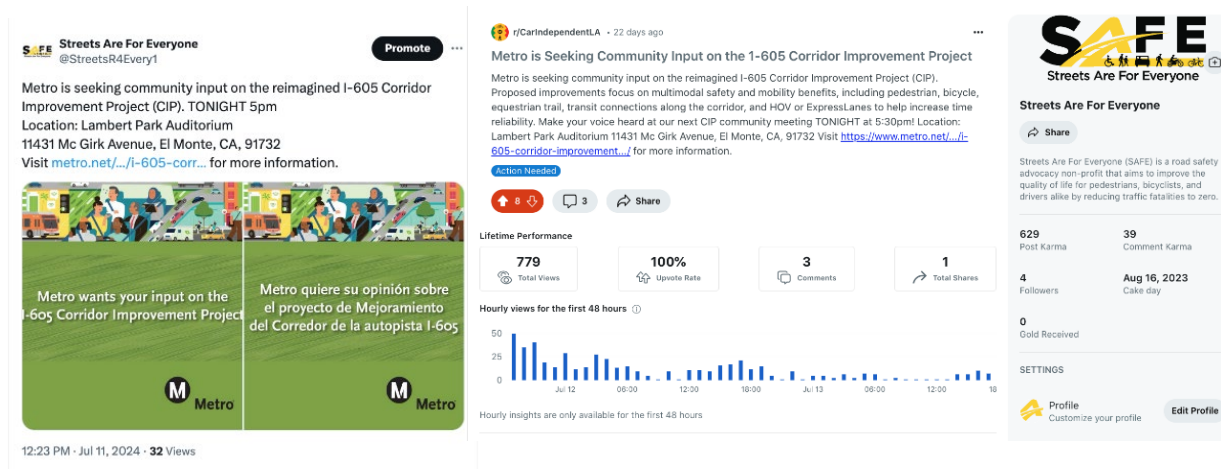 SAFE
Streets Are For Everyone
@StreetsR4Every1
Promote
Metro is seeking community input on the reimagined I-605 Corridor
Improvement Project (CIP). TONIGHT 5pm
Location: Lambert Park Auditorium
11431 Mc Girk Avenue, El Monte, CA, 91732
Visit metro.net/.../i-605-corr... for more information.
Metro wants your input on the
I-605 Corridor Improvement Project
M
Metro
Metro quiere su opinión sobre
el proyecto de Mejoramiento
del Corredor de la autopista I-605
M
Metro
12:23 PM · Jul 11, 2024 · 32 Views
r/CarIndependentLA · 22 days ago
Metro is Seeking Community Input on the 1-605 Corridor Improvement Project
Metro is seeking community input on the reimagined I-605 Corridor Improvement Project (CIP).
Proposed improvements focus on multimodal safety and mobility benefits, including pedestrian, bicycle,
equestrian trail, transit connections along the corridor, and HOV or ExpressLanes to help increase time
reliability. Make your voice heard at our next CIP community meeting TONIGHT at 5:30pm! Location:
Lambert Park Auditorium 11431 Mc Girk Avenue, El Monte, CA, 91732 Visit https://www.metro.net/.../i-
605-corridor-improvement.../ for more information.
Action Needed
8
3
Share
Lifetime Performance
779
Total Views
100%
Upvote Rate
3
Comments
1
Total Shares
Hourly views for the first 48 hours
50
25
0
Jul 12
06:00
12:00
18:00
Jul 13
06:00
12:00
18
Hourly insights are only available for the first 48 hours
SAFE
Streets Are For Everyone
Streets Are For Everyone
Share
Streets Are For Everyone (SAFE) is a road safety
advocacy non-profit that aims to improve the
quality of life for pedestrians, bicyclists, and
drivers alike by reducing traffic fatalities to zero.
629
Post Karma
39
Comment Karma
4
Followers
Aug 16, 2023
Cake day
0
Gold Received
SETTINGS
Profile
Customize your profile
Edit Profile